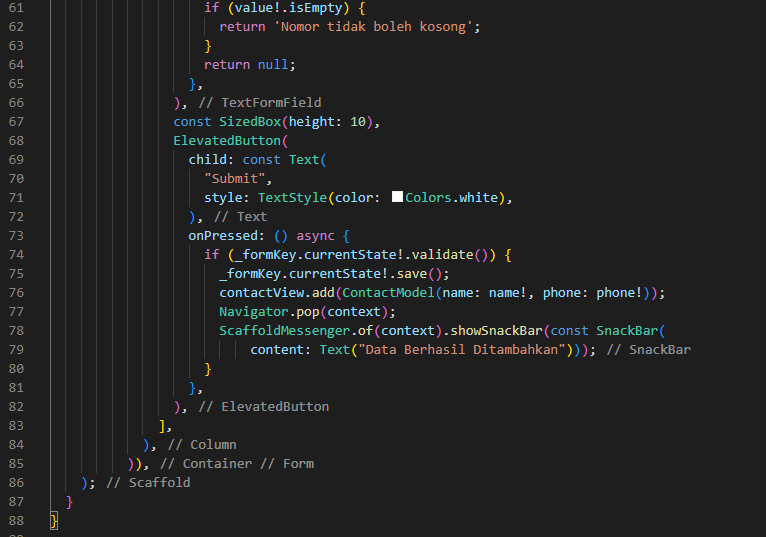 61 if (value!.isEmpty) {
62 return 'Nomor tidak boleh kosong';
63 }
64 return null;
65 },
66 ), // TextFormField
67 const SizedBox(height: 10),
68 ElevatedButton(
69 child: const Text(
70 "Submit",
71 style: TextStyle(color: Colors.white),
72 ), // Text
73 onPressed: () async {
74 if (_formKey.currentState!.validate()) {
75 _formKey.currentState!.save();
76 contactView.add(ContactModel(name: name!, phone: phone!));
77 Navigator.pop(context);
78 ScaffoldMessenger.of(context).showSnackBar(const SnackBar(
79 content: Text("Data Berhasil Ditambahkan"))); // SnackBar
80 }
81 },
82 ), // ElevatedButton
83 ],
84 ), // Column
85 )), // Container // Form
86 ); // Scaffold
87 }
88 }